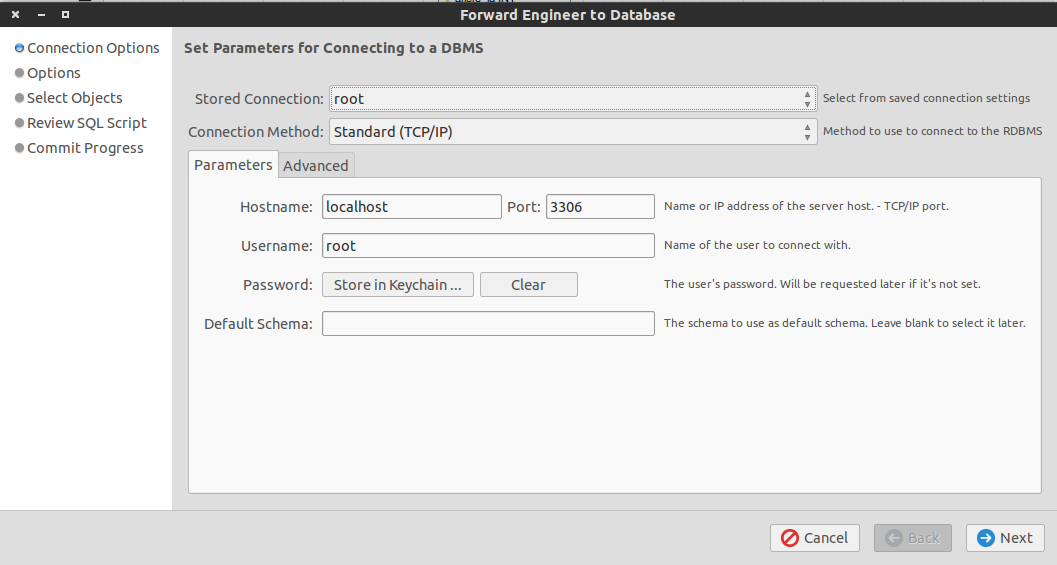 Forward Engineer to Database
Connection Options
Options
Select Objects
Review SQL Script
Commit Progress
Set Parameters for Connecting to a DBMS
Stored Connection: root Select from saved connection settings
Connection Method: Standard (TCP/IP) Method to use to connect to the RDBMS
Parameters Advanced
Hostname: localhost Port: 3306 Name or IP address of the server host. - TCP/IP port.
Username: root Name of the user to connect with.
Password: Store in Keychain ... Clear The user's password. Will be requested later if it's not set.
Default Schema: The schema to use as default schema. Leave blank to select it later.
Cancel Back Next